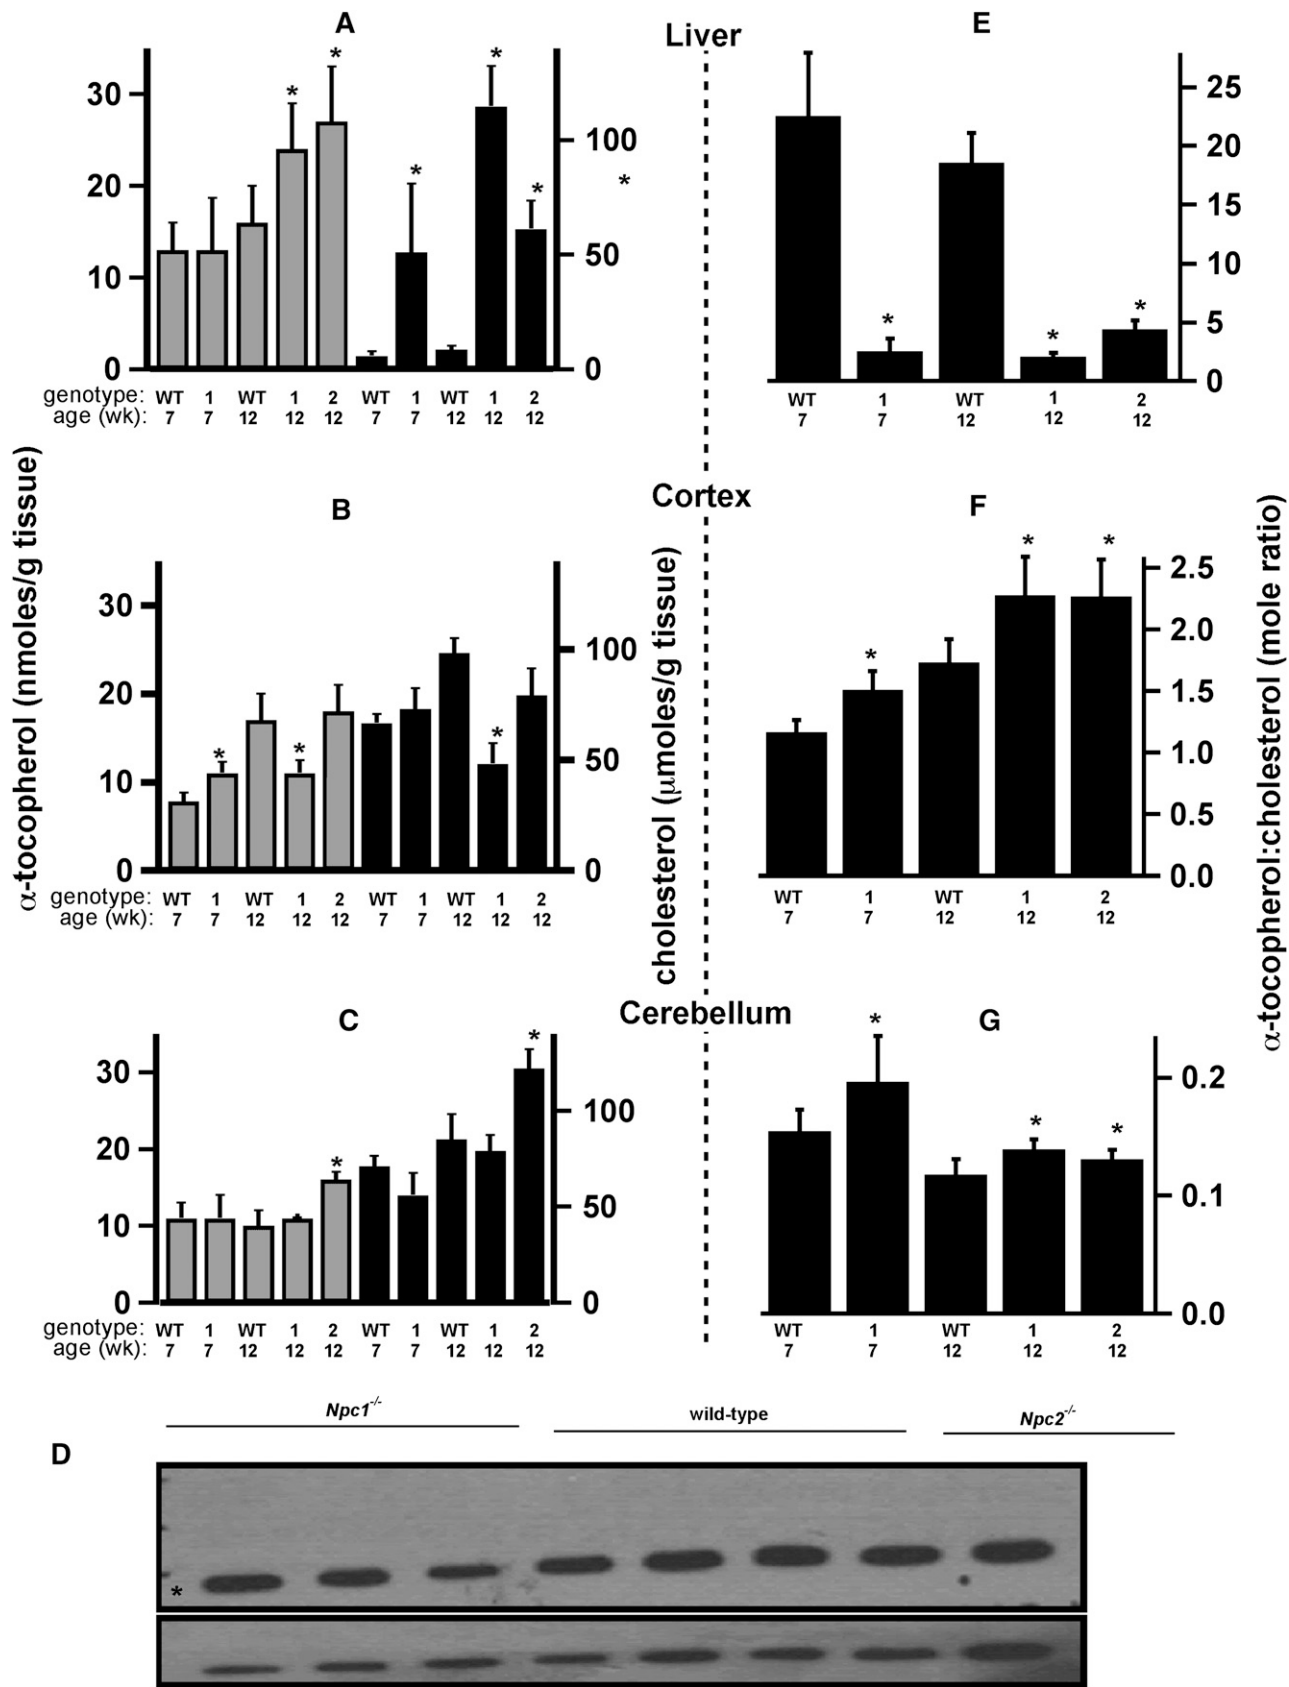 A
Liver
E
30
20
10
0
100
50
0
25
20
15
10
5
0
* * * * * *
* * *
genotype: WT 1 WT 1 2 WT 1 WT 1 2
age (wk): 7 7 12 12 12 7 7 12 12 12
WT 1 WT 1 2
7 7 12 12 12
α-tocopherol (nmoles/g tissue)
B
Cortex
F
30
20
10
0
100
50
0
cholesterol (μmoles/g tissue)
2.5
2.0
1.5
1.0
0.5
0.0
α-tocopherol:cholesterol (mole ratio)
* * *
* * *
genotype: WT 1 WT 1 2 WT 1 WT 1 2
age (wk): 7 7 12 12 12 7 7 12 12 12
WT 1 WT 1 2
7 7 12 12 12
C
Cerebellum
G
30
20
10
0
100
50
0
0.2
0.1
0.0
* *
* * *
genotype: WT 1 WT 1 2 WT 1 WT 1 2
age (wk): 7 7 12 12 12 7 7 12 12 12
WT 1 WT 1 2
7 7 12 12 12
Npc1-/- wild-type Npc2-/-
D
*